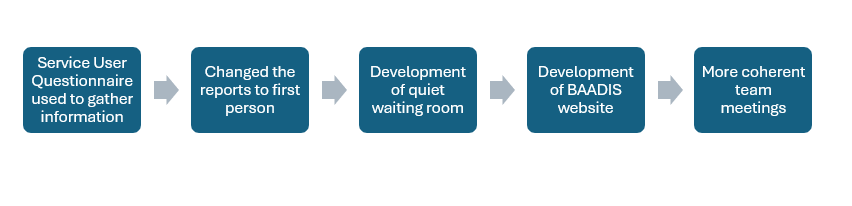 Service User
Questionnaire
used to gather
information
Changed the
reports to first
person
Development
of quiet
waiting room
Development
of BAADIS
website
More coherent
team
meetings